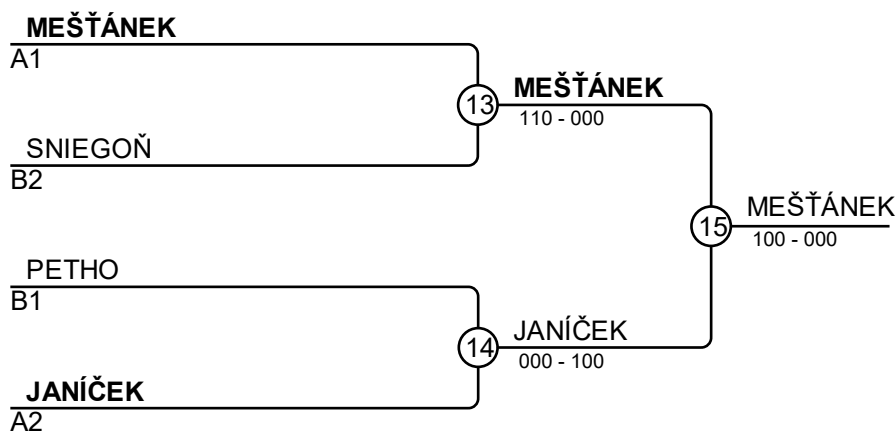 MEŠŤÁNEK
A1
13
MEŠŤÁNEK
110 - 000
SNIEGOŇ
B2
15
MEŠŤÁNEK
100 - 000
PETHO
B1
14
JANÍČEK
000 - 100
JANÍČEK
A2